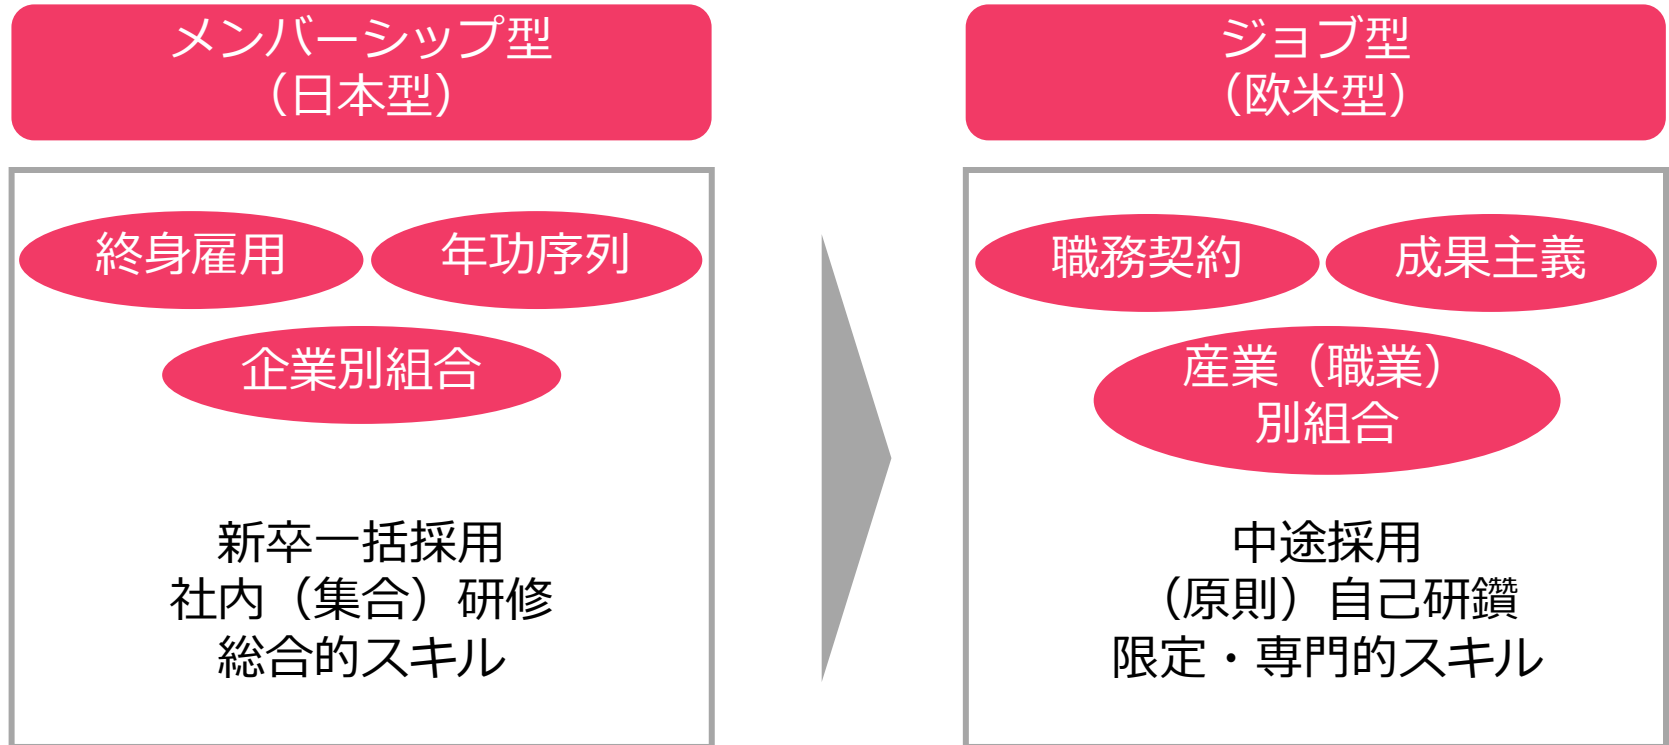 メンバーシップ型
（日本型）
終身雇用
年功序列
企業別組合
新卒一括採用
社内（集合）研修
総合的スキル
ジョブ型
（欧米型）
職務契約
成果主義
産業（職業）
別組合
中途採用
（原則）自己研鑽
限定・専門的スキル